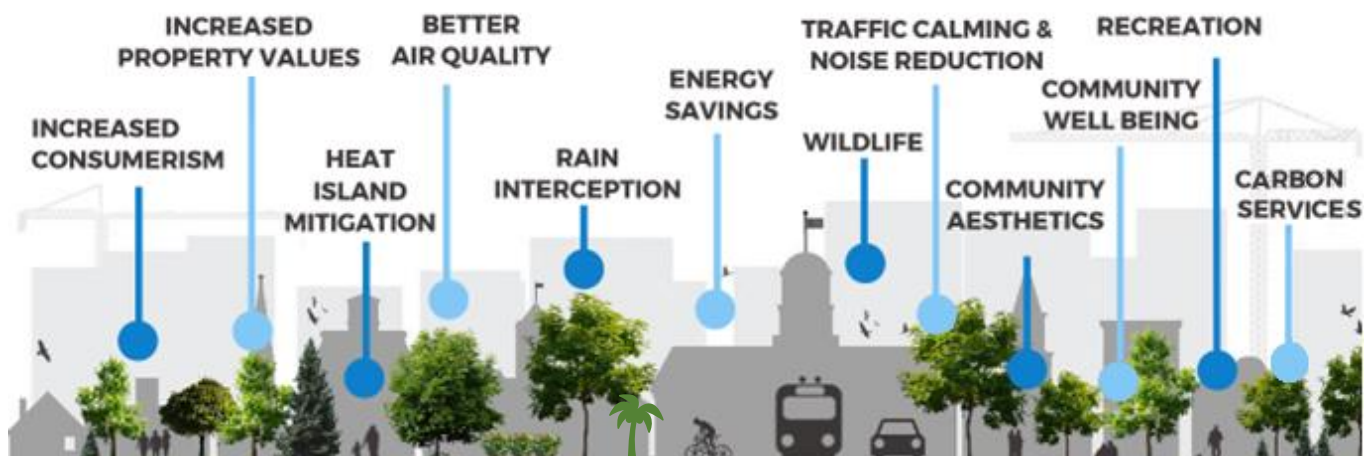 INCREASED
PROPERTY VALUES
BETTER
AIR QUALITY
TRAFFIC CALMING &
NOISE REDUCTION
RECREATION
ENERGY
SAVINGS
COMMUNITY
WELL BEING
INCREASED
CONSUMERISM
HEAT
ISLAND
MITIGATION
RAIN
INTERCEPTION
WILDLIFE
COMMUNITY
AESTHETICS
CARBON
SERVICES